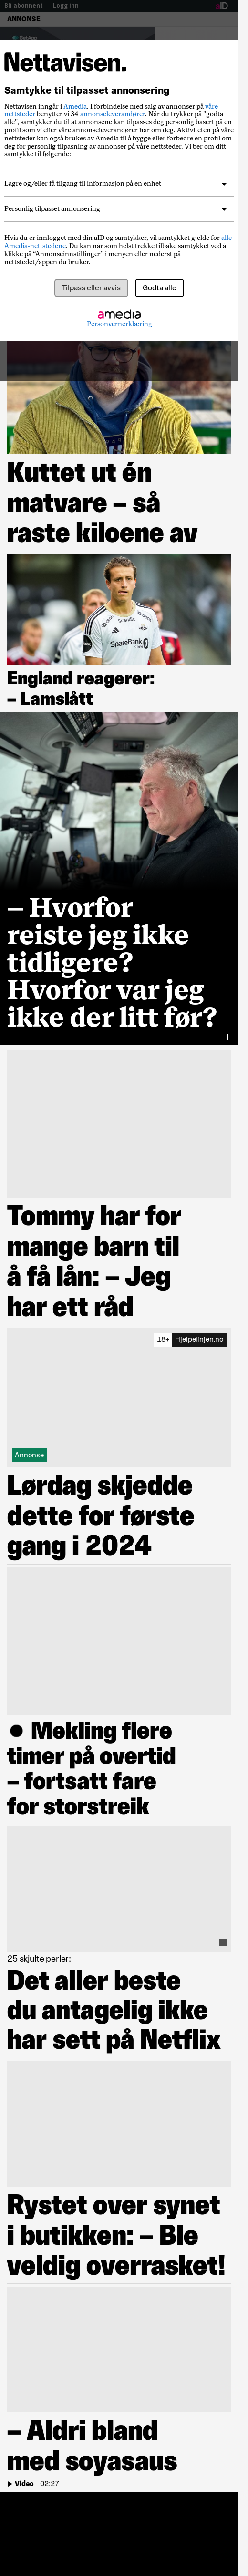 Bli abonnent | Logg inn
ANNONSE
Nettavisen.
Samtykke til tilpasset annonsering
Nettavisen inngår i Amedia. I forbindelse med salg av annonser på våre
nettsteder benytter vi 34 annonseleverandører. Når du trykker på "godta
alle", samtykker du til at annonsene kan tilpasses deg personlig basert på en
profil som vi eller våre annonseleverandører har om deg. Aktiviteten på våre
nettsteder kan også brukes av Amedia til å bygge eller forbedre en profil om
deg for personlig tilpasning av annonser på våre nettsteder. Vi ber om ditt
samtykke til følgende:
Lagre og/eller få tilgang til informasjon på en enhet
Personlig tilpasset annonsering
Hvis du er innlogget med din aID og samtykker, vil samtykket gjelde for alle
Amedia-nettstedene. Du kan når som helst trekke tilbake samtykket ved å
klikke på "Annonseinnstillinger" i menyen eller nederst på
nettstedet/appen du bruker.
Tilpass eller avvis
Godta alle
amedia
Personvernerklæring
Kuttet ut én
matvare – så
raste kiloene av
SpareBank 1
England reagerer:
– Lamslått
– Hvorfor
reiste jeg ikke
tidligere?
Hvorfor var jeg
ikke der litt før?
+
Tommy har for
mange barn til
å få lån: – Jeg
har ett råd
18+ Hjelpelinjen.no
Annonse
Lørdag skjedde
dette for første
gang i 2024
● Mekling flere
timer på overtid
– fortsatt fare
for storstreik
25 skjulte perler:
Det aller beste
du antagelig ikke
har sett på Netflix
Rystet over synet
i butikken: – Ble
veldig overrasket!
– Aldri bland
med soyasaus
Video | 02:27